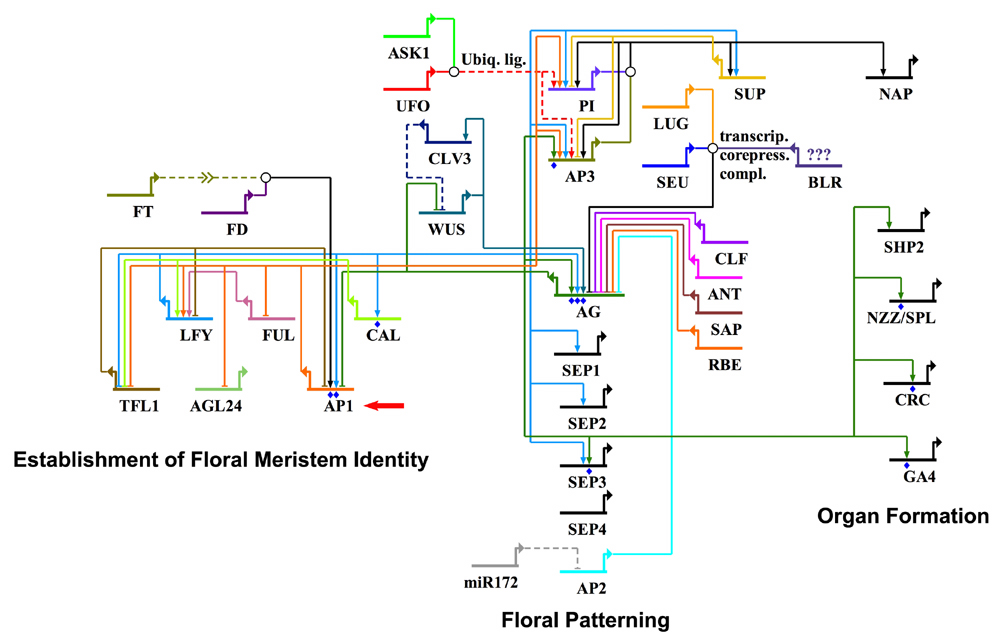 ASK1
Ubiq. lig.
UFO
PI
SUP
NAP
LUG
CLV3
transcrip.
corepress.
compl.
???
AP3
SEU
BLR
FT
FD
WUS
SHP2
CLF
ANT
NZZ/SPL
AG
LFY
FUL
CAL
SAP
RBE
SEP1
TFL1
AGL24
AP1
CRC
SEP2
Establishment of Floral Meristem Identity
SEP3
GA4
Organ Formation
SEP4
miR172
AP2
Floral Patterning